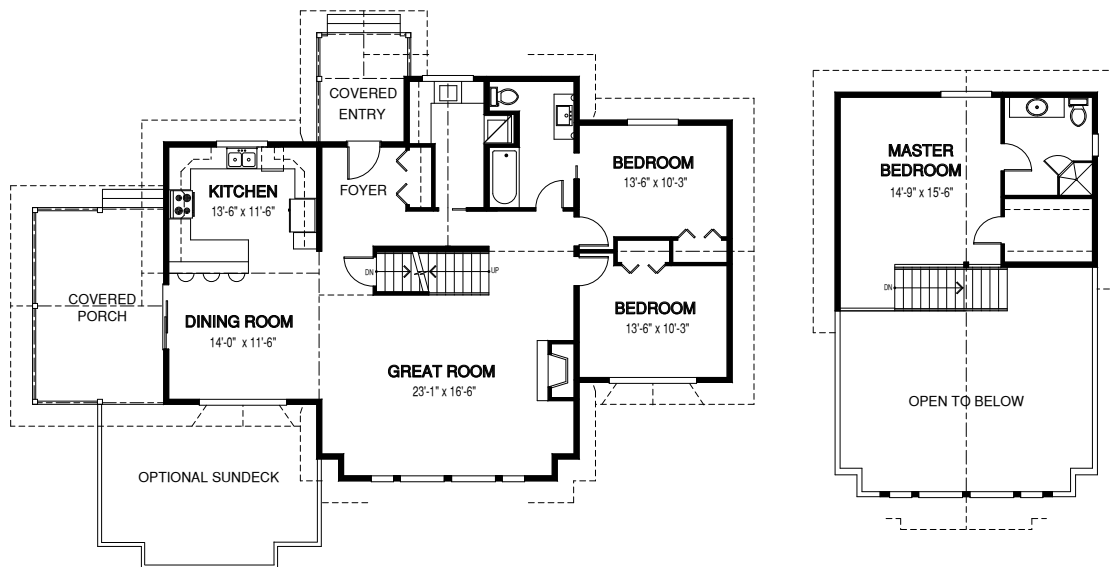 COVERED
ENTRY
KITCHEN
13'-6" x 11'-6"
FOYER
BEDROOM
13'-6" x 10'-3"
DN
UP
COVERED
PORCH
DINING ROOM
14'-0" x 11'-6"
GREAT ROOM
23'-1" x 16'-6"
BEDROOM
13'-6" x 10'-3"
OPTIONAL SUNDECK
MASTER
BEDROOM
14'-9" x 15'-6"
DN
OPEN TO BELOW